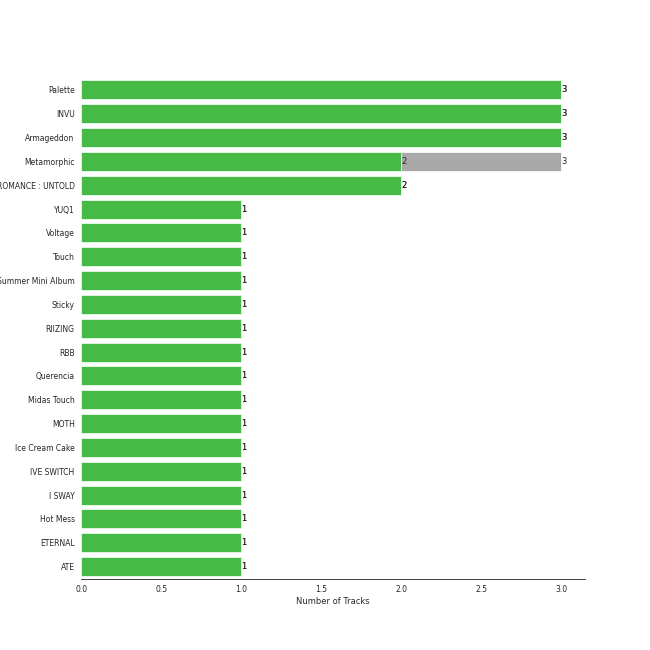 Palette 3
INVU 3
Armageddon 3
Metamorphic 2 3
ROMANCE : UNTOLD 2
YUQ1 1
Voltage 1
Touch 1
Summer Mini Album 1
Sticky 1
RIIZING 1
RBB 1
Querencia 1
Midas Touch 1
MOTH 1
Ice Cream Cake 1
IVE SWITCH 1
I SWAY 1
Hot Mess 1
ETERNAL 1
ATE 1
0.0 0.5 1.0 1.5 2.0 2.5 3.0
Number of Tracks